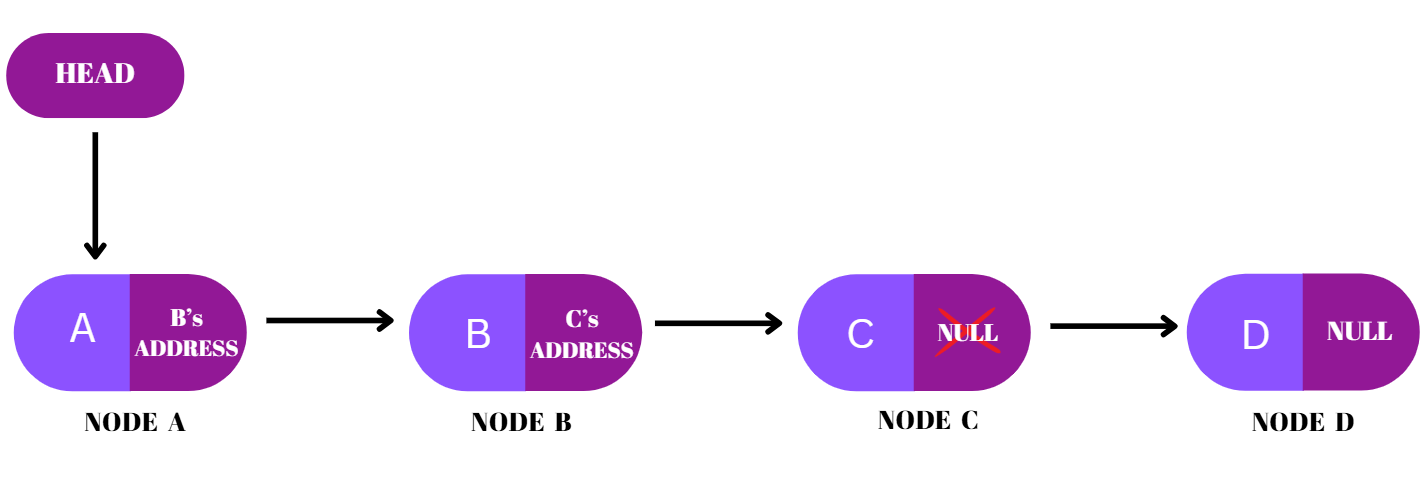 HEAD
A
B's
ADDRESS
B
C's
ADDRESS
C
NULL
D
NULL
NODE A
NODE B
NODE C
NODE D